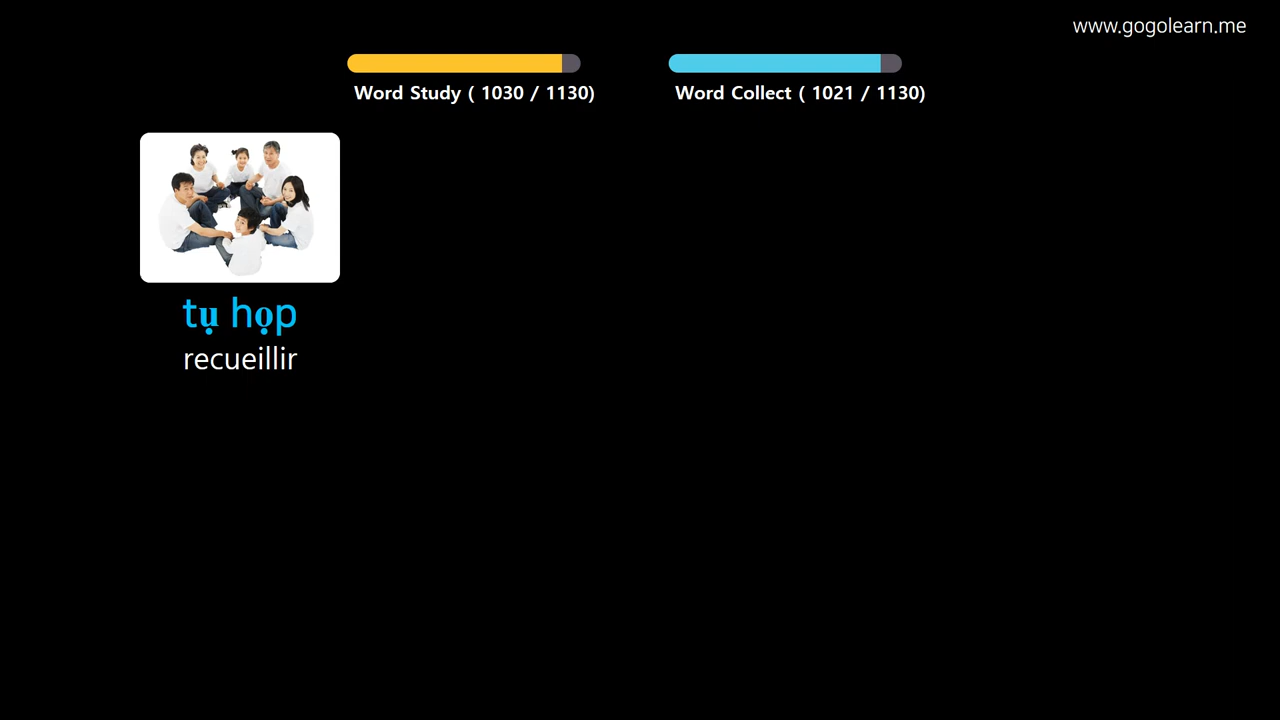 www.gogolearn.me
Word Study ( 1030 / 1130)
Word Collect ( 1021 / 1130)
tụ họp
recueillir